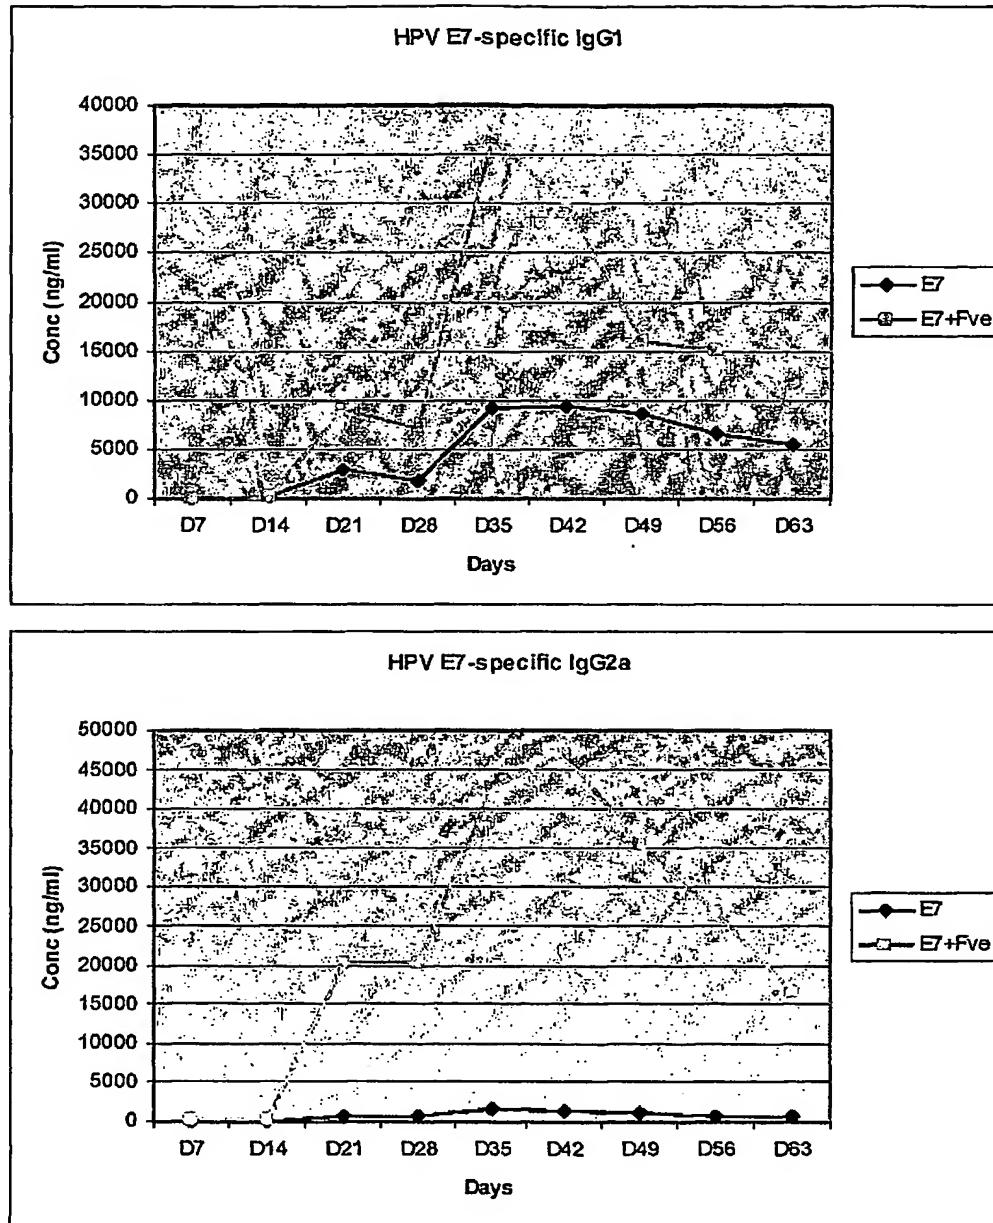 HPV E7-specific IgG1
Conc (ng/ml)
40000
35000
30000
25000
20000
15000
10000
5000
0
D7 D14 D21 D28 D35 D42 D49 D56 D63
Days
E7
E7+Fve
HPV E7-specific IgG2a
Conc (ng/ml)
50000
45000
40000
35000
30000
25000
20000
15000
10000
5000
0
D7 D14 D21 D28 D35 D42 D49 D56 D63
Days
E7
E7+Fve